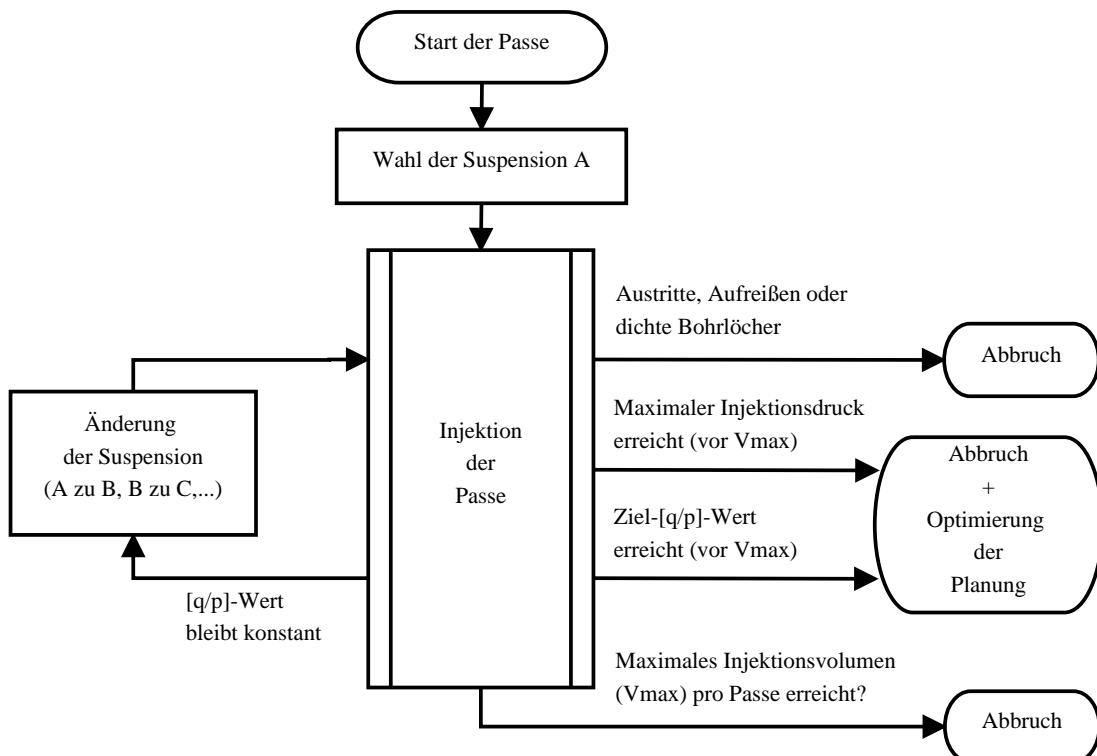 Start der Passe
Wahl der Suspension A
Austritte, Aufreißen oder
dichte Bohrlöcher
Abbruch
Änderung
der Suspension
(A zu B, B zu C,...)
Injektion
der
Passe
Maximaler Injektionsdruck
erreicht (vor Vmax)
Ziel-[q/p]-Wert
erreicht (vor Vmax)
Abbruch
+
Optimierung
der
Planung
[q/p]-Wert
bleibt konstant
Maximales Injektionsvolumen
(Vmax) pro Passe erreicht?
Abbruch